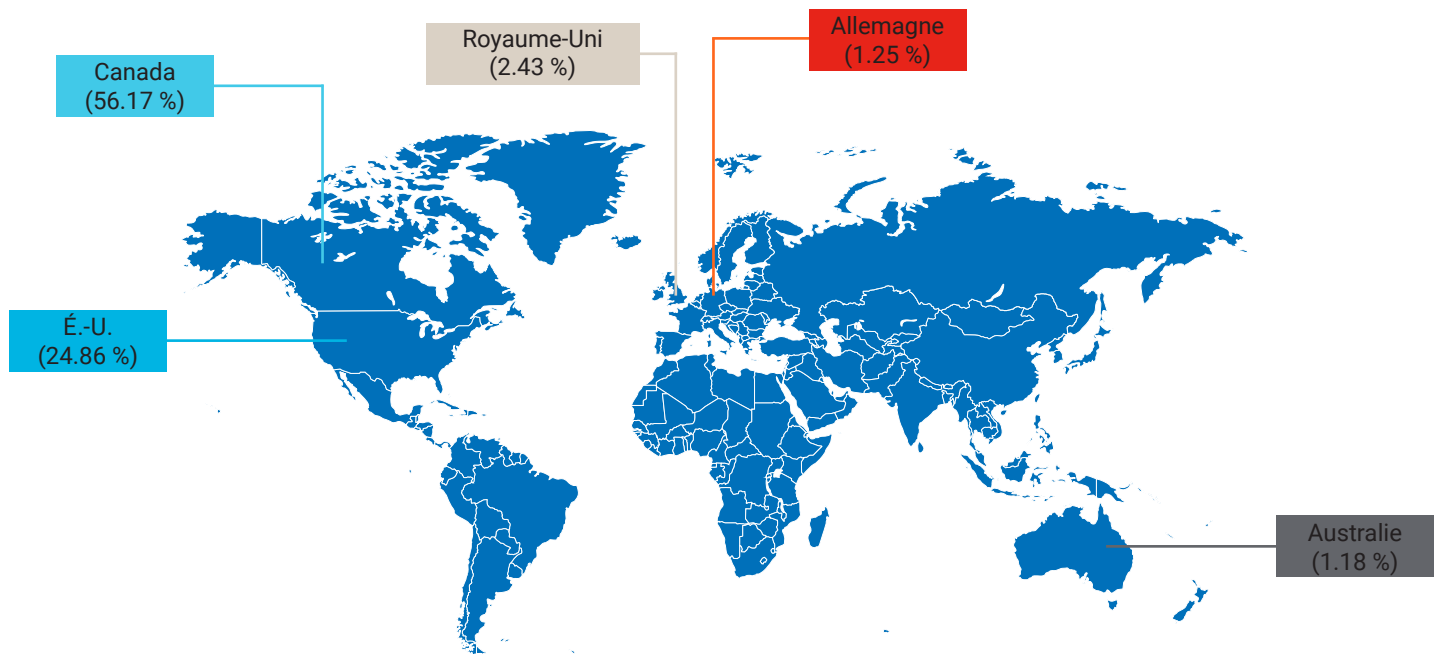 Allemagne
(1.25 %)
Royaume-Uni
(2.43 %)
Canada
(56.17 %)
É.-U.
(24.86 %)
Australie
(1.18 %)